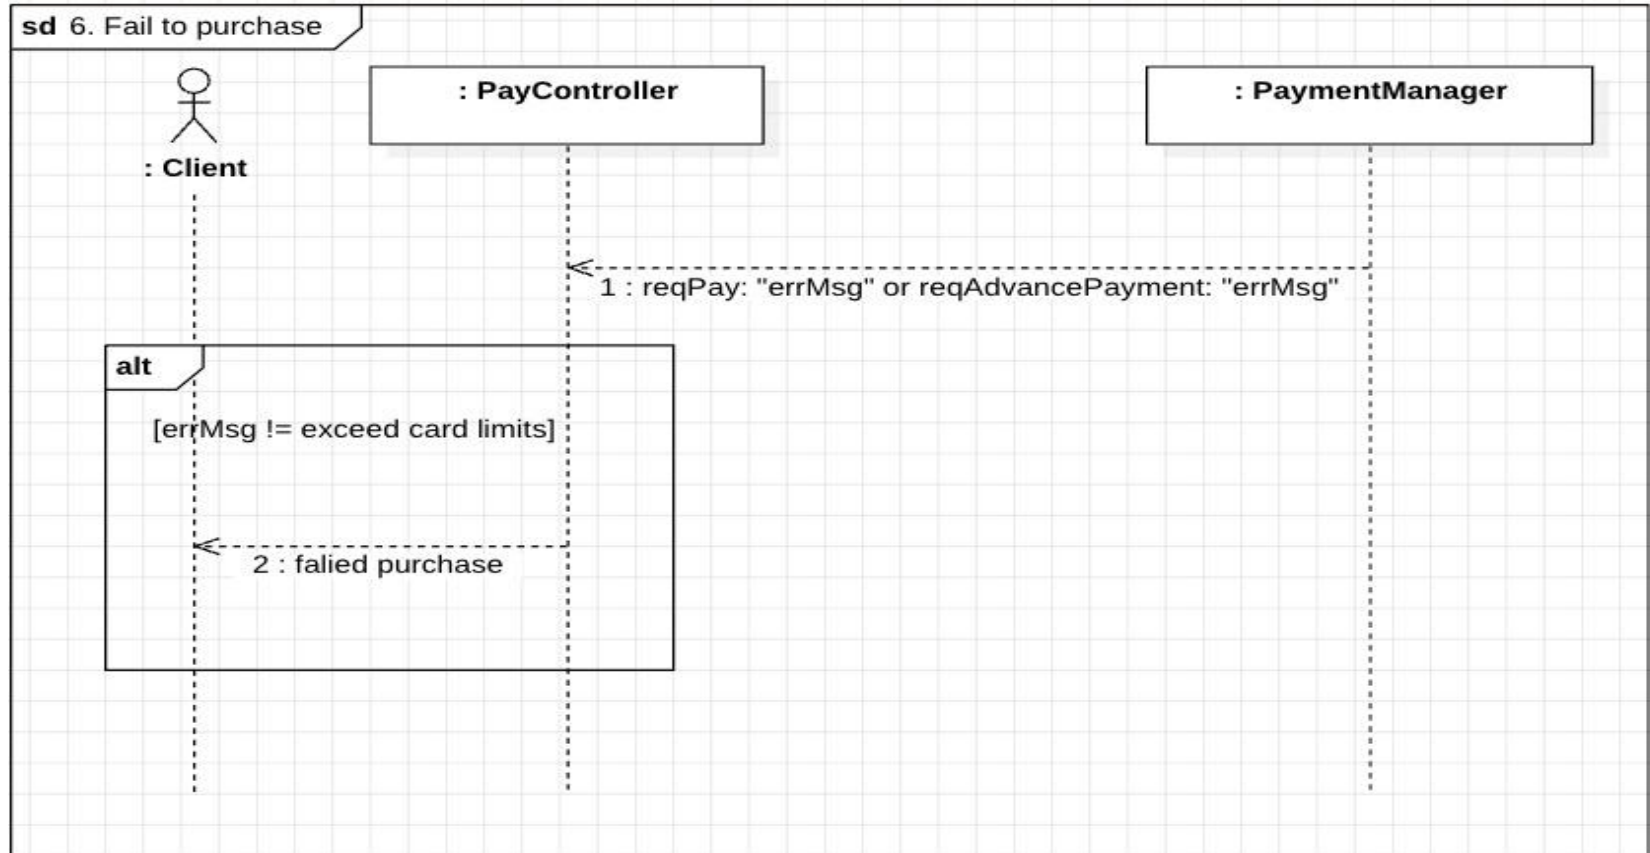 sd 6. Fail to purchase
: Client
: PayController
: PaymentManager
1 : reqPay: "errMsg" or reqAdvancePayment: "errMsg"
alt
[errMsg != exceed card limits]
2 : falied purchase